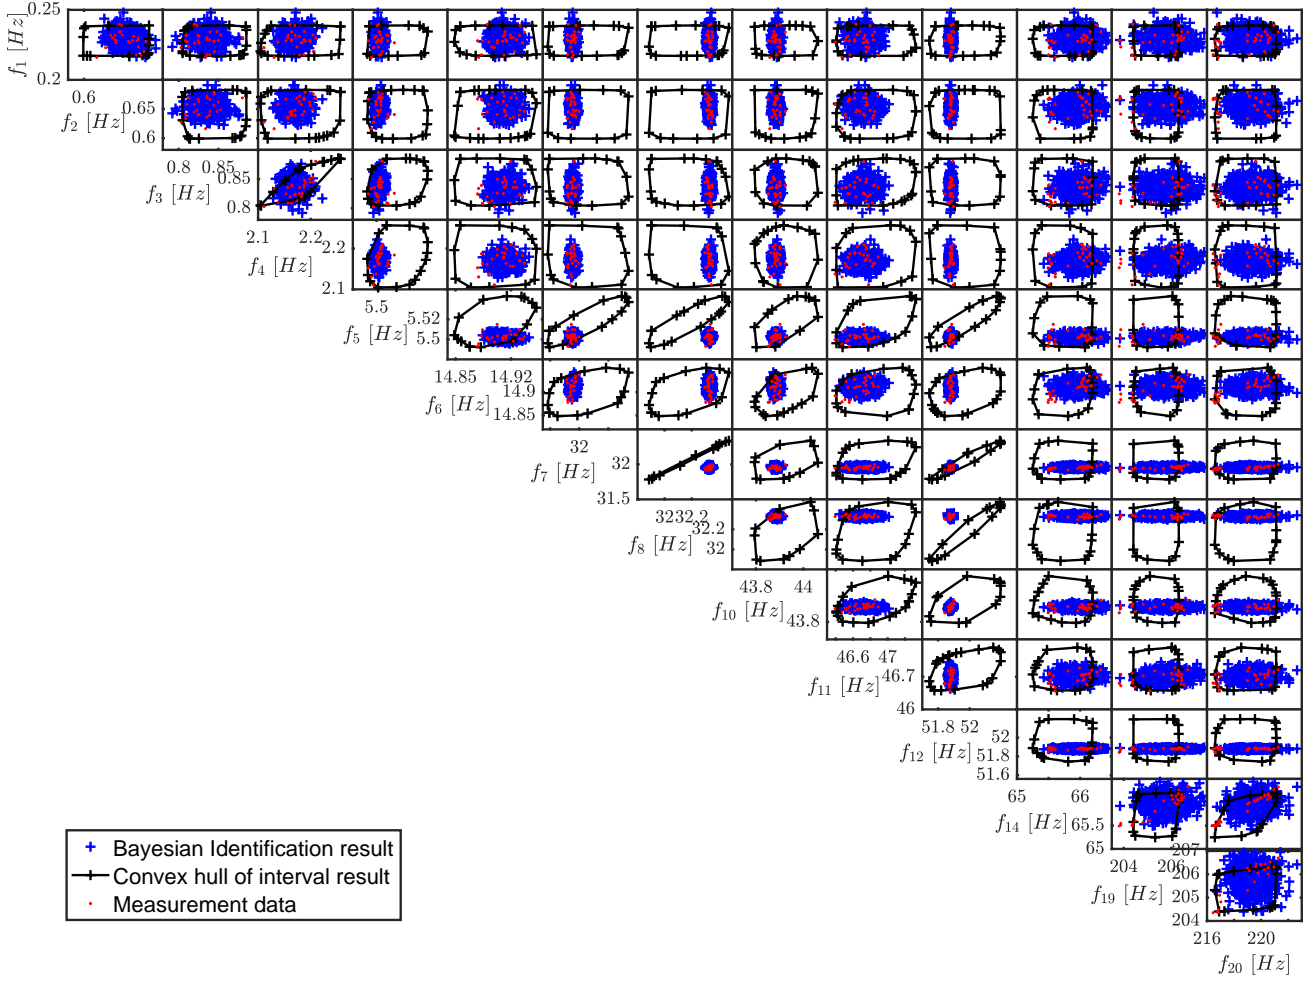 0.25
f1 [Hz]
0.2
0.6
0.65
f2 [Hz]
0.6
0.8 0.85
0.85
f3 [Hz]
0.8
2.1 2.2
2.2
f4 [Hz]
2.1
5.5
5.52
f5 [Hz] 5.5
14.85 14.92
14.9
f6 [Hz]
14.85
32
32
f7 [Hz]
31.5
32 32.2
32.2
f8 [Hz] 32
43.8 44
f10 [Hz] 43.8
46.6 47
46.7
f11 [Hz]
46
51.8 52
52
f12 [Hz] 51.8
51.6
65 66
f14 [Hz] 65.5
65
204 206
207
206
f19 [Hz] 205
204
216 220
f20 [Hz]
Bayesian Identification result
Convex hull of interval result
Measurement data